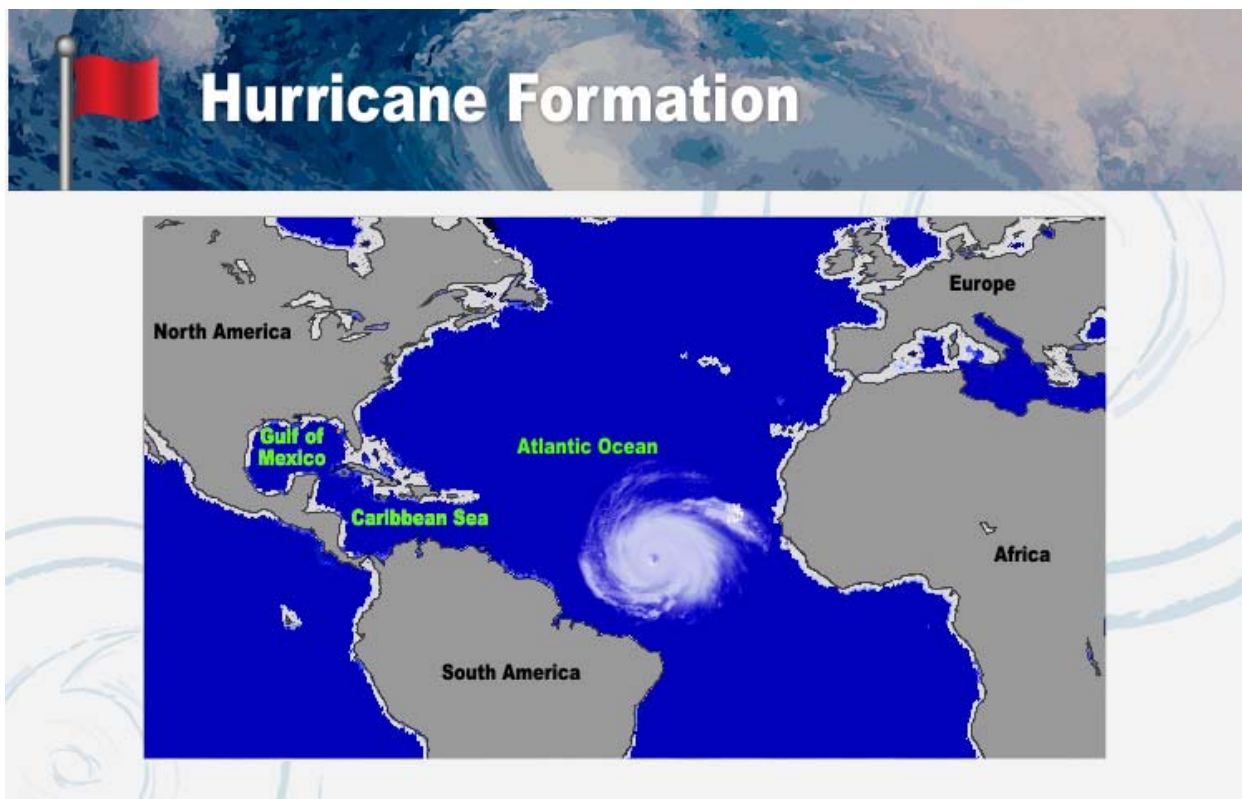 Hurricane Formation
Europe
North America
Gulf of
Mexico
Atlantic Ocean
Caribbean Sea
Africa
South America